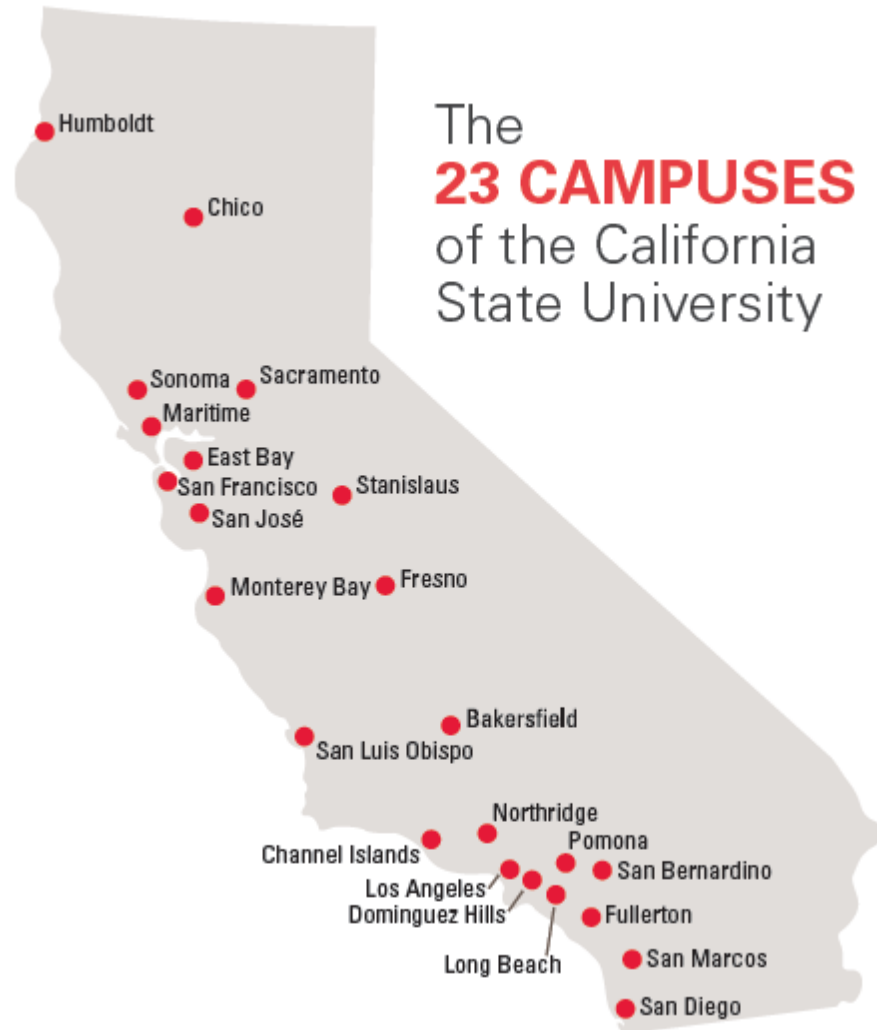 The
23 CAMPUSES
of the California
State University
Humboldt
Chico
Sonoma
Sacramento
Maritime
East Bay
San Francisco
Stanislaus
San José
Monterey Bay
Fresno
Bakersfield
San Luis Obispo
Northridge
Pomona
Channel Islands
San Bernardino
Los Angeles
Dominguez Hills
Fullerton
Long Beach
San Marcos
San Diego